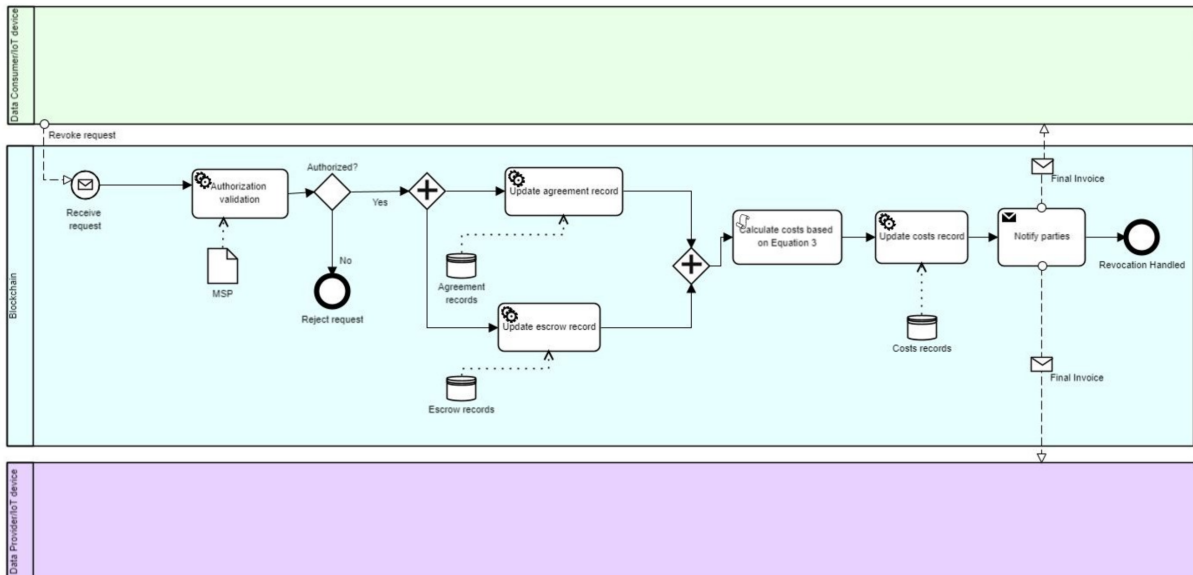 Data Consumer/IoT device
Revoke request
Blockchain
Receive
request
Authorization
validation
MSP
Authorized?
Yes
No
Reject request
Update agreement record
Agreement
records
Update escrow record
Escrow records
Calculate costs based
on Equation 3
Update costs record
Costs records
Notify parties
Final Invoice
Final Invoice
Revocation Handled
Data Provider/IoT device